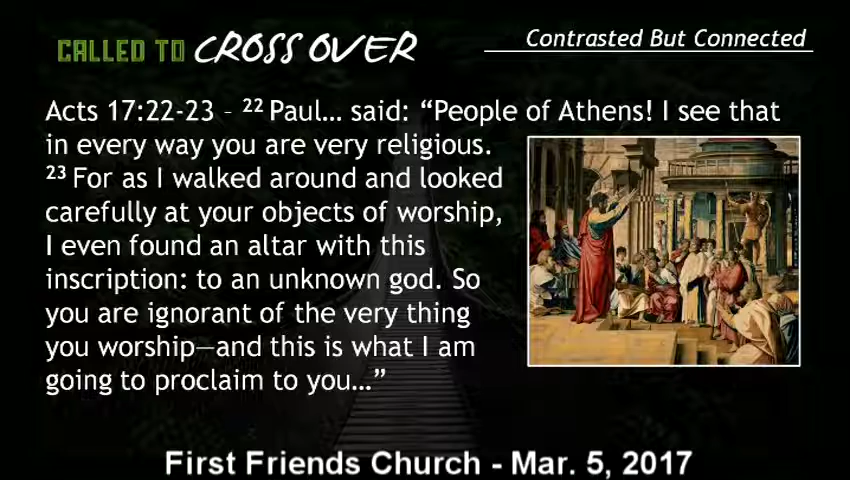 CALLED TO CROSS OVER
Contrasted But Connected
Acts 17:22-23 - 22 Paul… said: “People of Athens! I see that
in every way you are very religious.
23 For as I walked around and looked
carefully at your objects of worship,
I even found an altar with this
inscription: to an unknown god. So
you are ignorant of the very thing
you worship—and this is what I am
going to proclaim to you…”
First Friends Church - Mar. 5, 2017